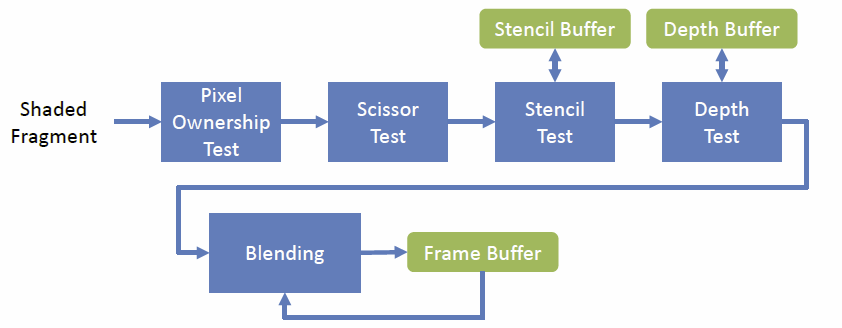 Stencil Buffer
Depth Buffer
Shaded
Fragment
Pixel
Ownership
Test
Scissor
Test
Stencil
Test
Depth
Test
Blending
Frame Buffer